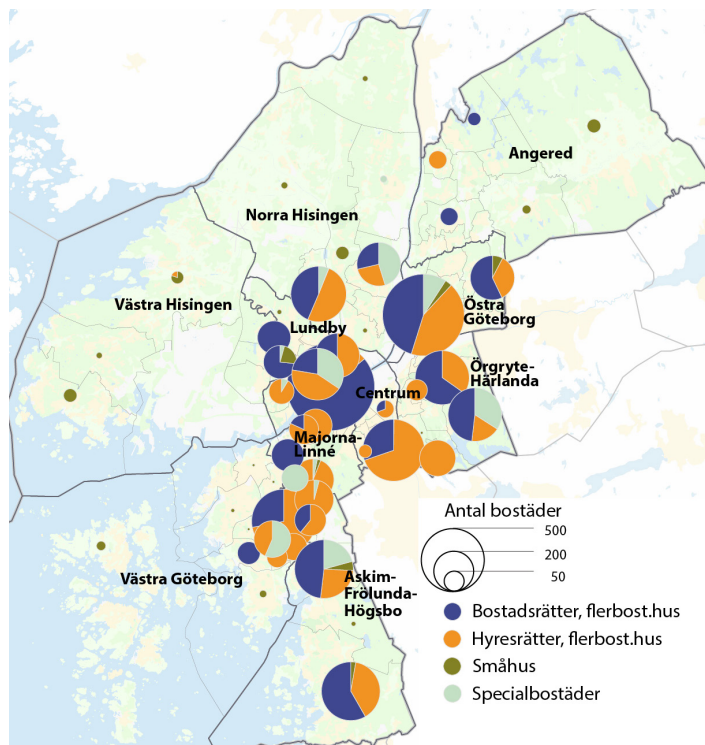 Angered
Norra Hisingen
Västra Hisingen
Lundby
Östra
Göteborg
Örgryte-
Härlanda
Centrum
Majorna-
Linné
Västra Göteborg
Askim-
Frölunda-
Högsbo
Antal bostäder
500
200
50
Bostadsrätter, flerbost.hus
Hyresrätter, flerbost.hus
Småhus
Specialbostäder